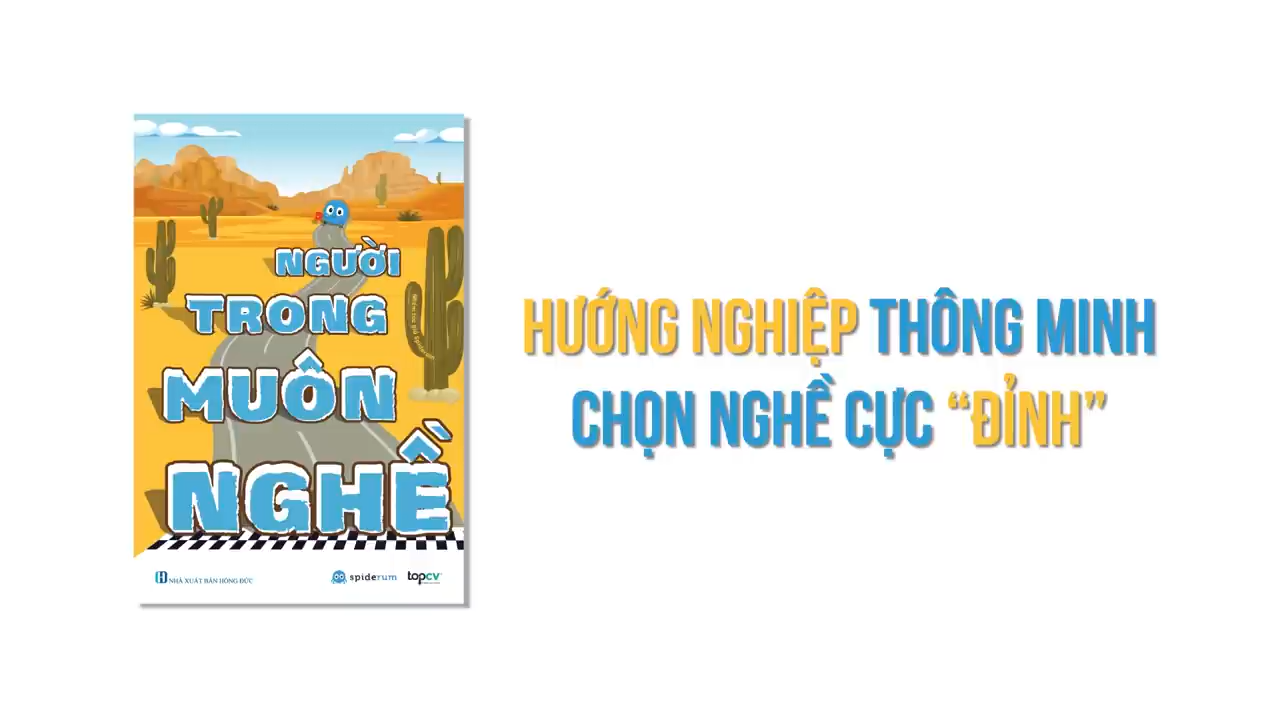 NGƯỜI
TRONG
MUÔN
NGHỀ
NHÀ XUẤT BẢN HỒNG ĐỨC
spiderum
topcv
HƯỚNG NGHIỆP THÔNG MINH
CHỌN NGHỀ CỰC “ĐỈNH”